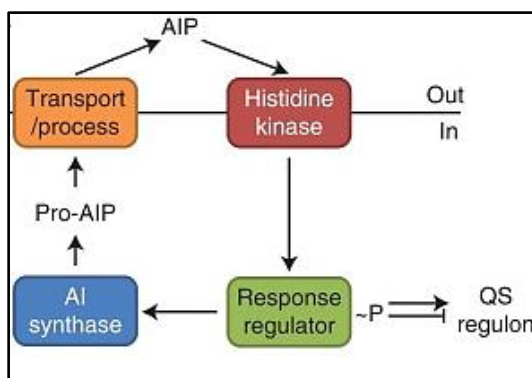 AIP
Transport
/process
Histidine
kinase
Out
In
Pro-AIP
AI
synthase
Response
regulator
~P
QS
regulon